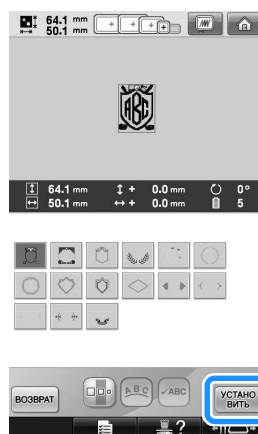 64.1 mm
50.1 mm
ABC
64.1 mm + 0.0 mm 0°
50.1 mm + 0.0 mm 5
ВОЗВРАТ ABC ✓ABC УСТАНО
ВИТЬ
?